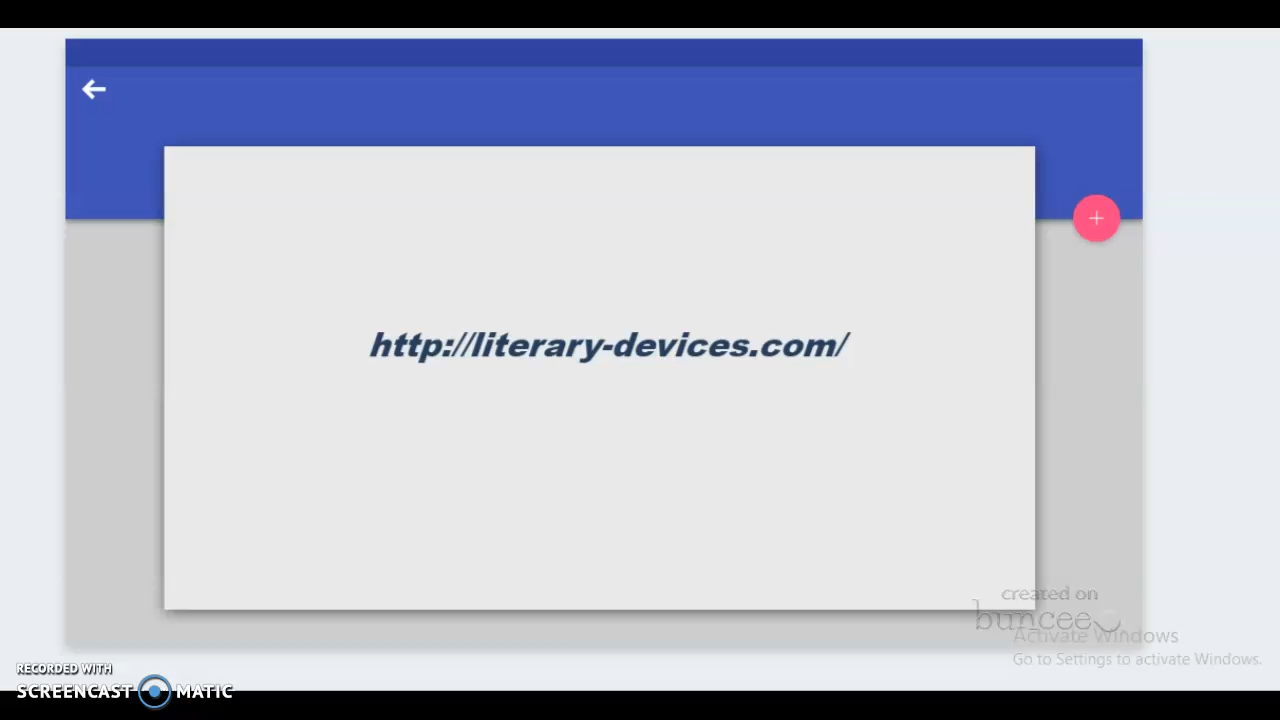 http://literary-devices.com/
created on
buncee
Activate Windows
Go to Settings to activate Windows.
RECORDED WITH
SCREENCAST MATIC